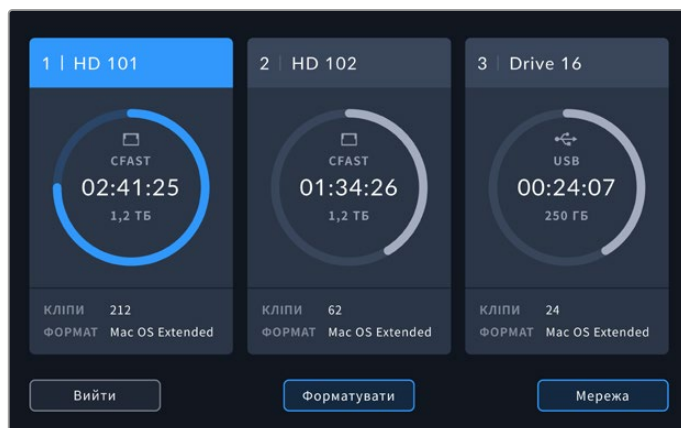 1 | HD 101
CFAST
02:41:25
1,2 ТБ
КЛІПИ 212
ФОРМАТ Mac OS Extended
2 | HD 102
CFAST
01:34:26
1,2 ТБ
КЛІПИ 62
ФОРМАТ Mac OS Extended
3 | Drive 16
USB
00:24:07
250 ГБ
КЛІПИ 24
ФОРМАТ Mac OS Extended
Вийти
Форматувати
Мережа